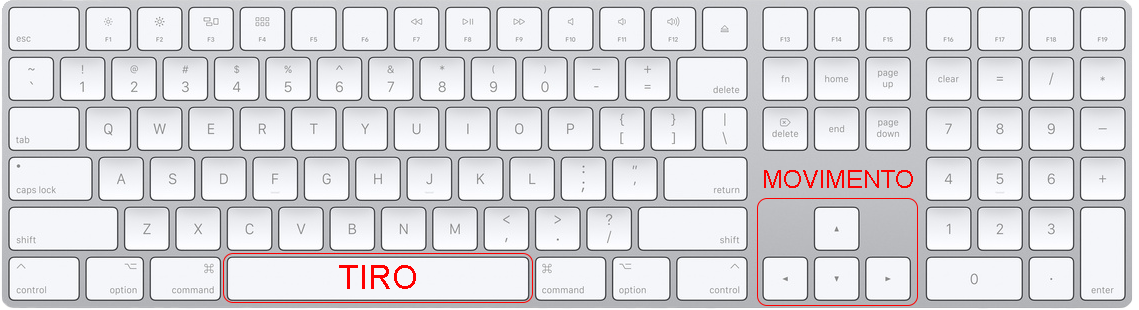 esc F1 F2 F3 F4 F5 F6 F7 F8 F9 F10 F11 F12 F13 F14 F15 F16 F17 F18 F19
~ ! @ # $ % ^ & * ( ) — +
` 1 2 3 4 5 6 7 8 9 0 - = delete fn home page up clear = / *
tab Q W E R T Y U I O P { [ } ] | \ delete end page down 7 8 9 −
caps lock A S D F G H J K L : ; " ' return 4 5 6 +
MOVIMENTO
shift Z X C V B N M < , > . ? / shift 1 2 3
control option command TIRO command option control 0 . enter